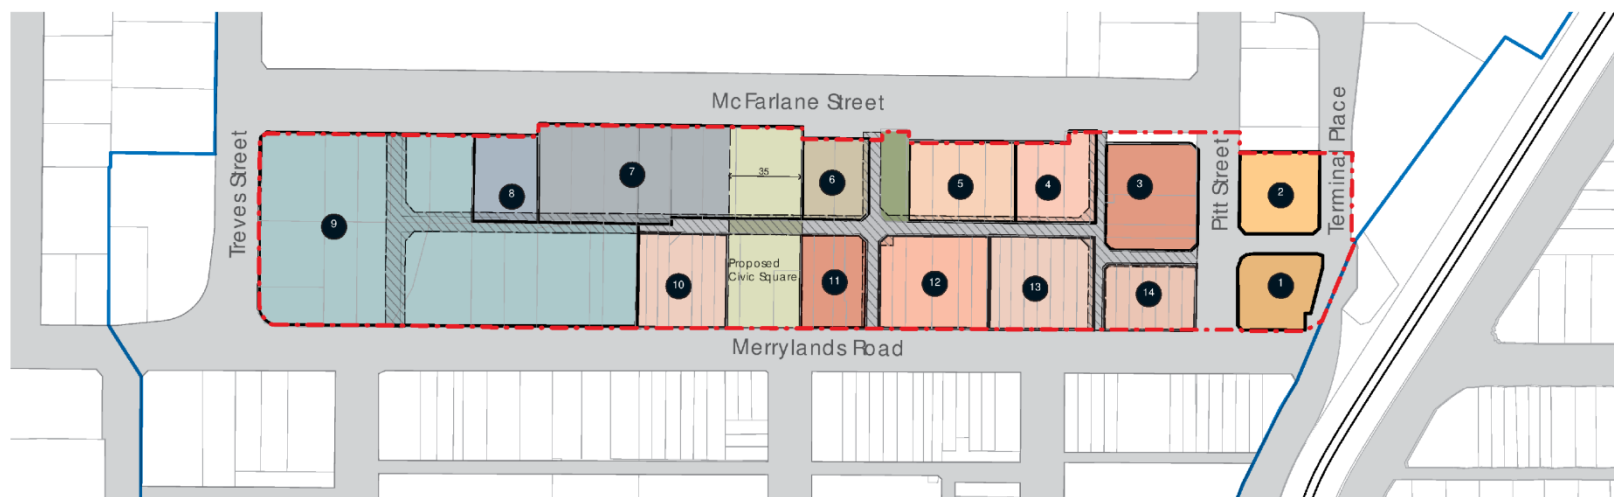 McFarlane Street
Treves Street
Pitt Street
Terminal Place
7
35
6
5
4
3
2
8
9
Proposed
Civic Square
10
11
12
13
14
1
Merrylands Road